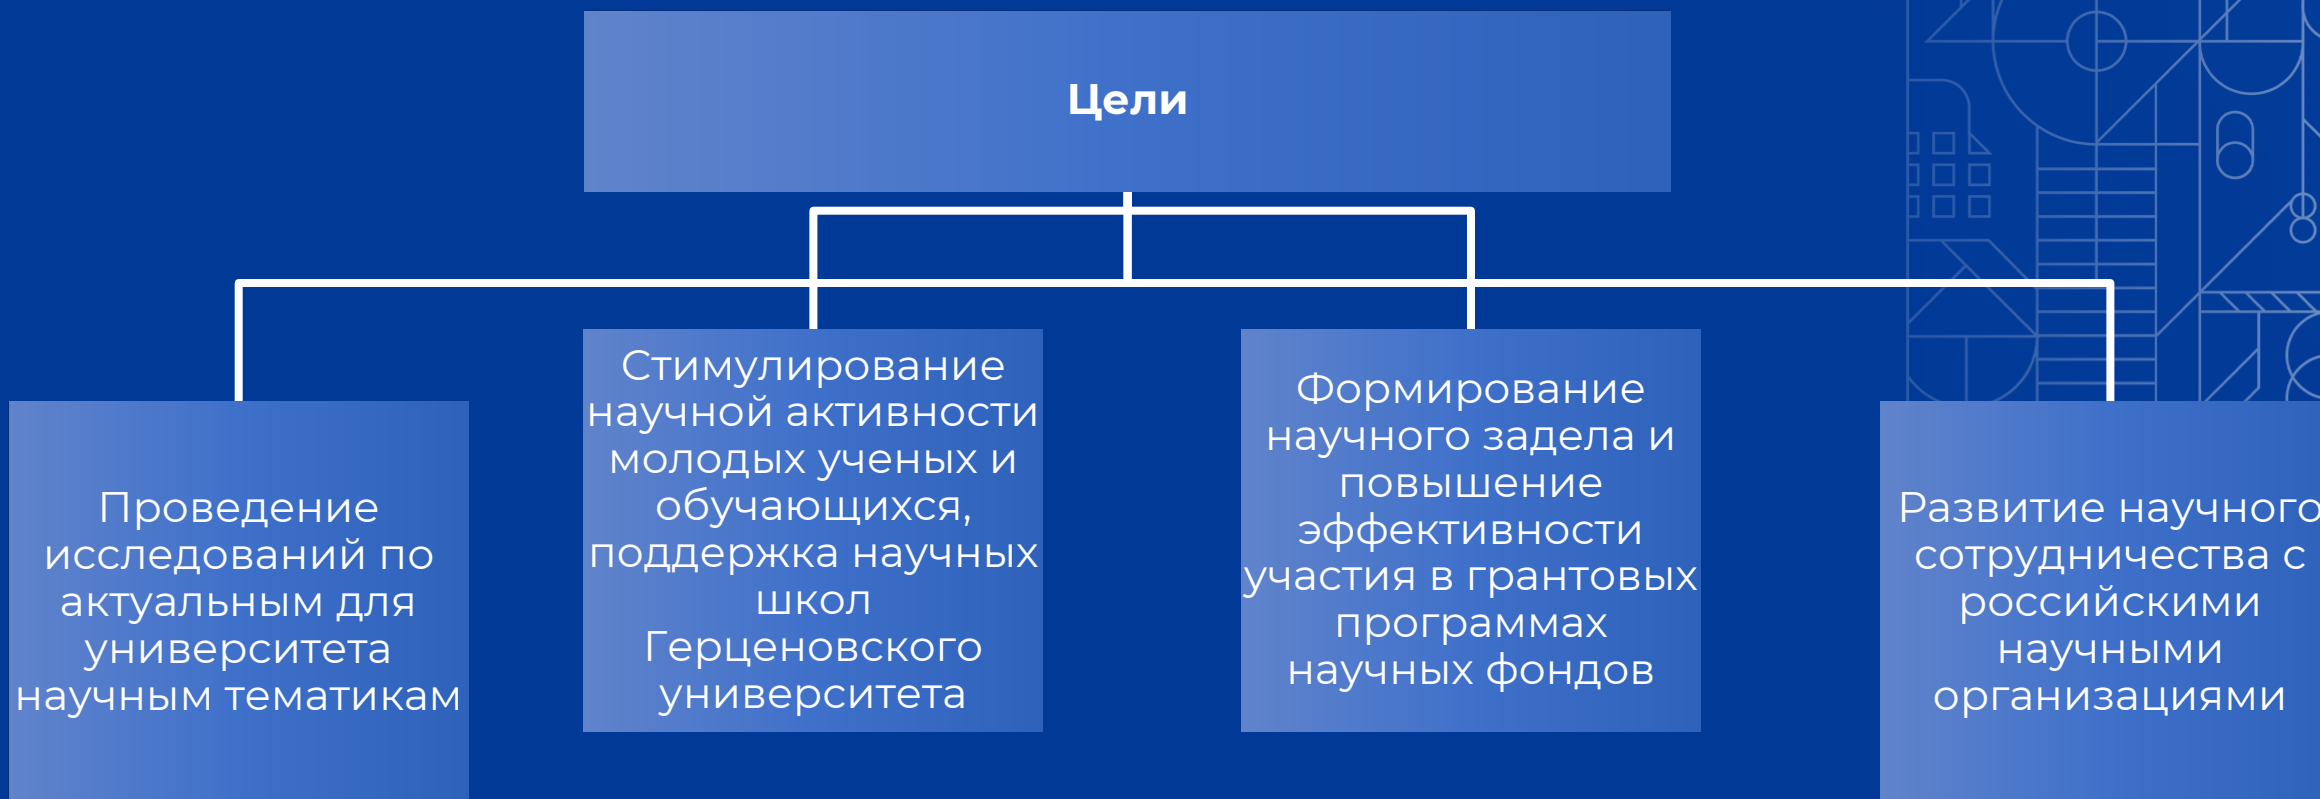 Цели
Проведение
исследований по
актуальным для
университета
научным тематикам
Стимулирование
научной активности
молодых ученых и
обучающихся,
поддержка научных
школ
Герценовского
университета
Формирование
научного задела и
повышение
эффективности
участия в грантовых
программах
научных фондов
Развитие научного
сотрудничества с
российскими
научными
организациями